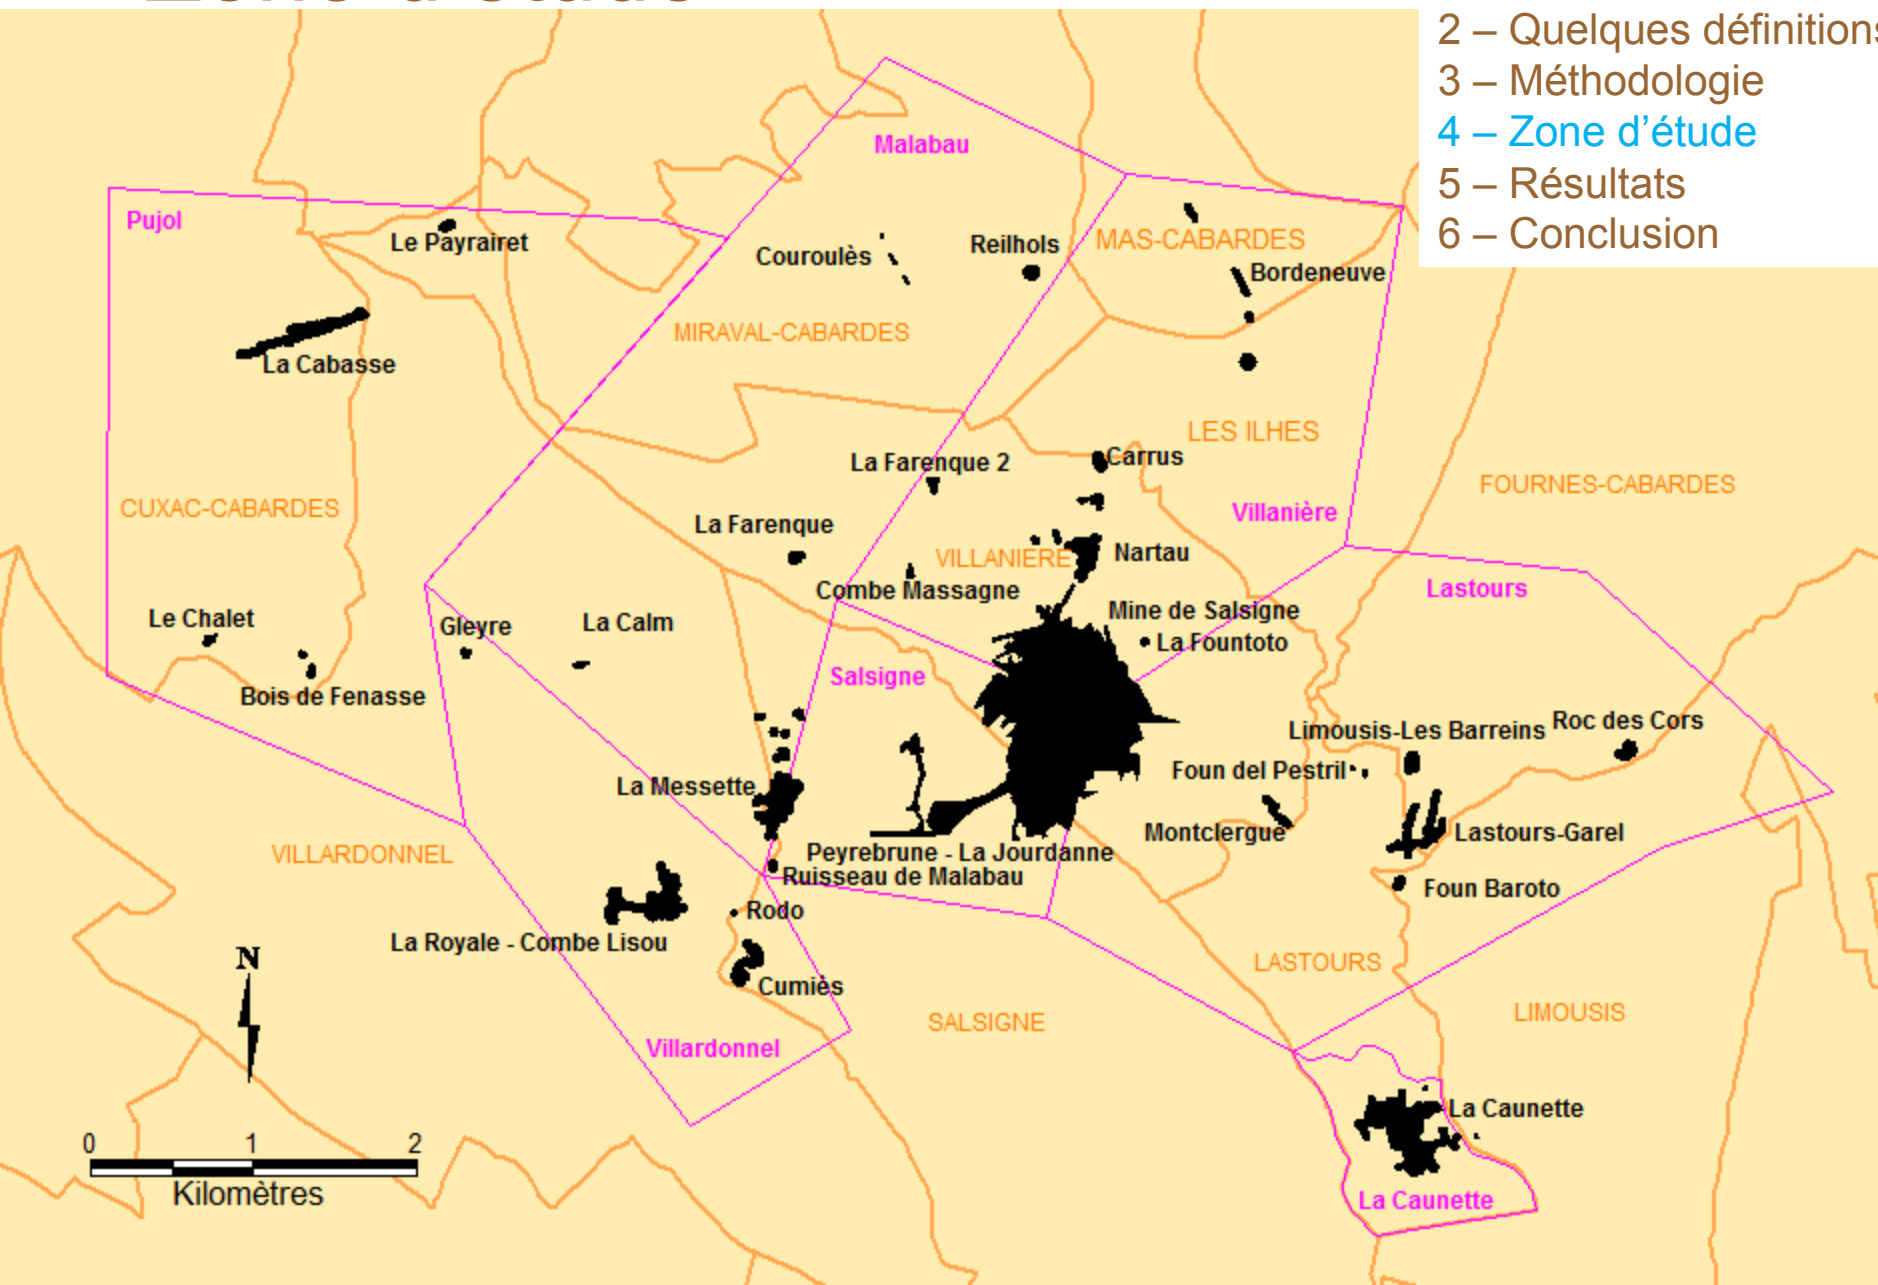 2 – Quelques définitions
3 – Méthodologie
4 – Zone d'étude
5 – Résultats
6 – Conclusion
Malabau
Pujol
Le Payrairet
Couroulès
Reilhols
MAS-CABARDES
Bordeneuve
MIRAVAL-CABARDES
La Cabasse
LES ILHES
Carrus
La Farenque 2
FOURNES-CABARDES
CUXAC-CABARDES
Villanière
La Farenque
VILLANIERE
Nartau
Combe Massagne
Lastours
Mine de Salsigne
Le Chalet
Gleyre
La Calm
La Fountoto
Salsigne
Bois de Fenasse
Limousis-Les Barreins
Roc des Cors
Foun del Pestril
La Messette
Montclergue
Lastours-Garel
VILLARDONNEL
Peyrebrune - La Jourdanne
Ruisseau de Malabau
Foun Baroto
Rodo
La Royale - Combe Lisou
N
LASTOURS
Cumiès
SALSIGNE
LIMOUSIS
Villardonnel
La Caunette
0 1 2
Kilomètres
La Caunette